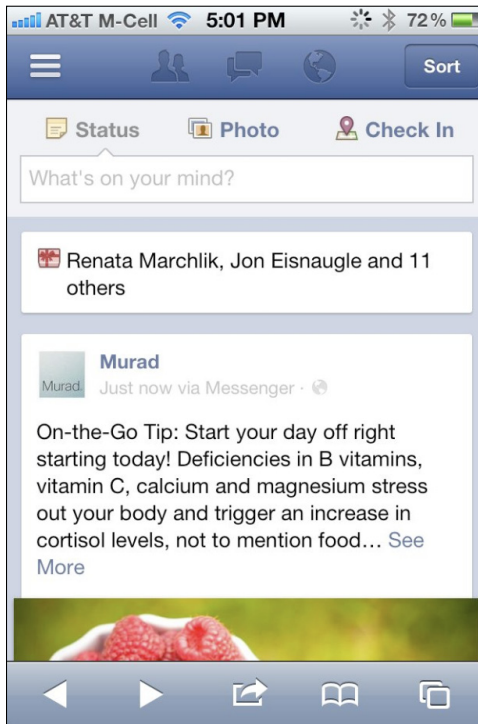 AT&T M-Cell 5:01 PM 72%
Sort
Status Photo Check In
What's on your mind?
Renata Marchlik, Jon Eisnaugle and 11
others
Murad
Murad.
Just now via Messenger ·
On-the-Go Tip: Start your day off right
starting today! Deficiencies in B vitamins,
vitamin C, calcium and magnesium stress
out your body and trigger an increase in
cortisol levels, not to mention food… See
More